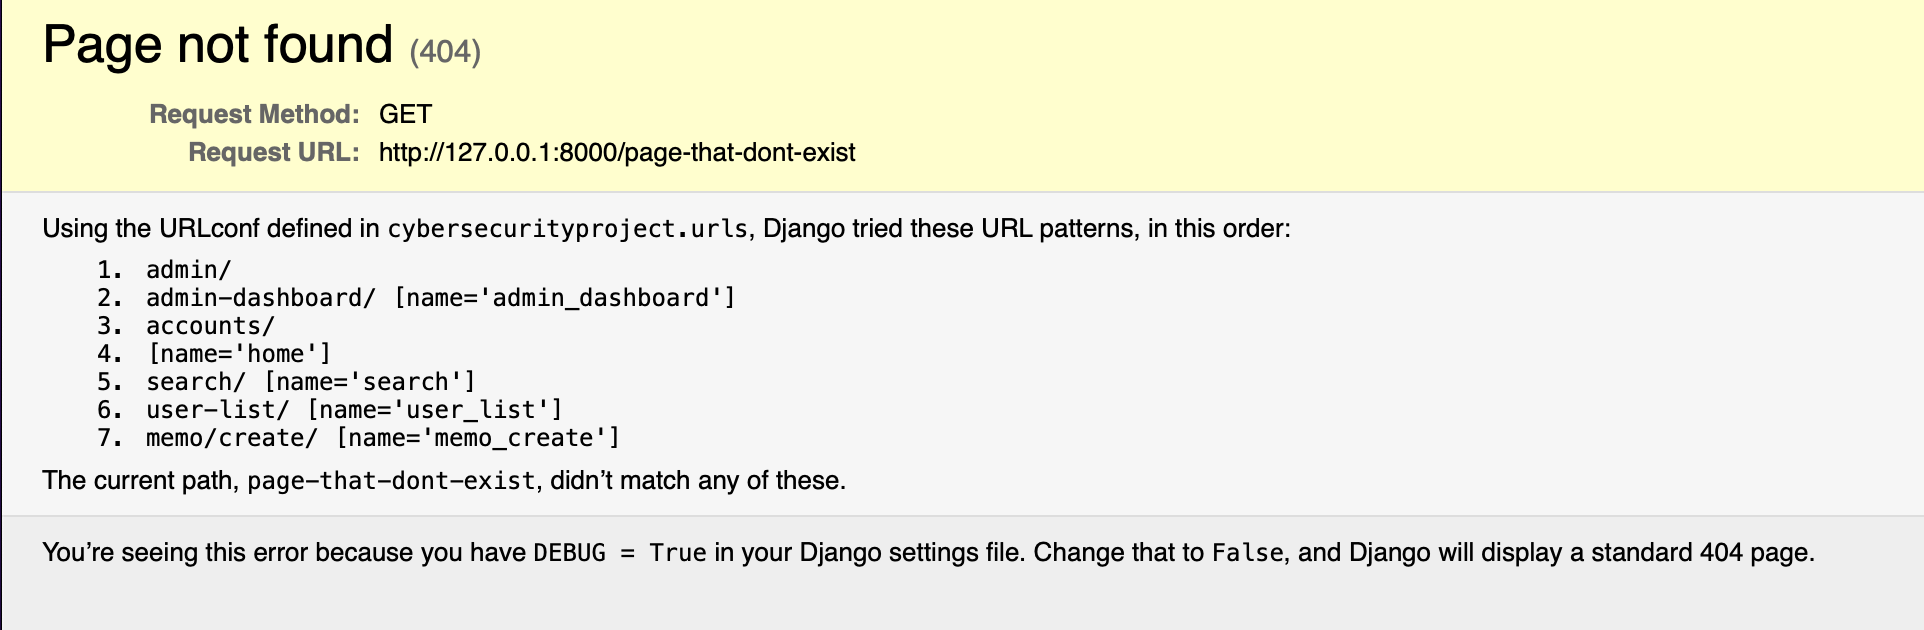 Page not found (404)
Request Method: GET
Request URL: http://127.0.0.1:8000/page-that-dont-exist
Using the URLconf defined in cybersecurityproject.urls, Django tried these URL patterns, in this order:
1. admin/
2. admin-dashboard/ [name='admin_dashboard']
3. accounts/
4. [name='home']
5. search/ [name='search']
6. user-list/ [name='user_list']
7. memo/create/ [name='memo_create']
The current path, page-that-dont-exist, didn’t match any of these.
You’re seeing this error because you have DEBUG = True in your Django settings file. Change that to False, and Django will display a standard 404 page.